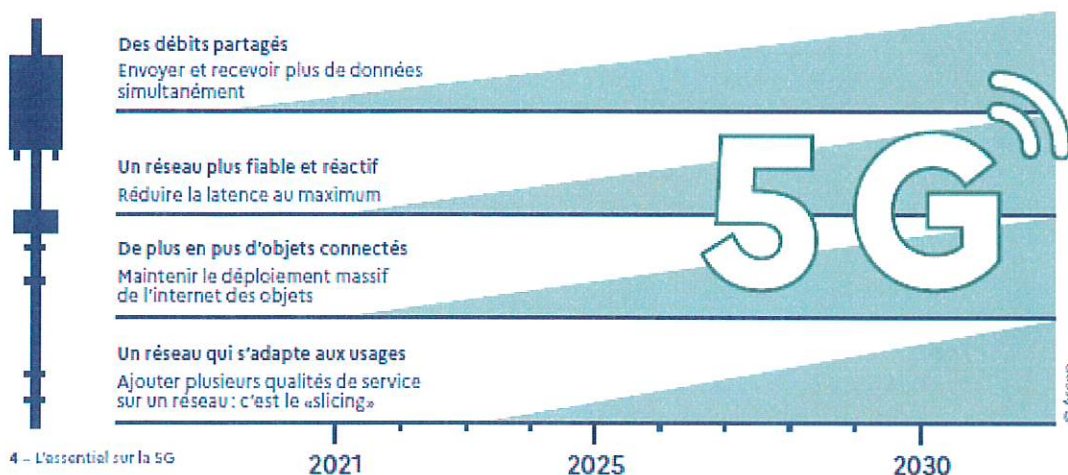 Des débits partagés
Envoyer et recevoir plus de données
simultanément
Un réseau plus fiable et réactif
Réduire la latence au maximum
De plus en pus d'objets connectés
Maintenir le déploiement massif
de l'internet des objets
Un réseau qui s'adapte aux usages
Ajouter plusieurs qualités de service
sur un réseau : c'est le «slicing»
5G
4 – L'essentiel sur la 5G
2021
2025
2030